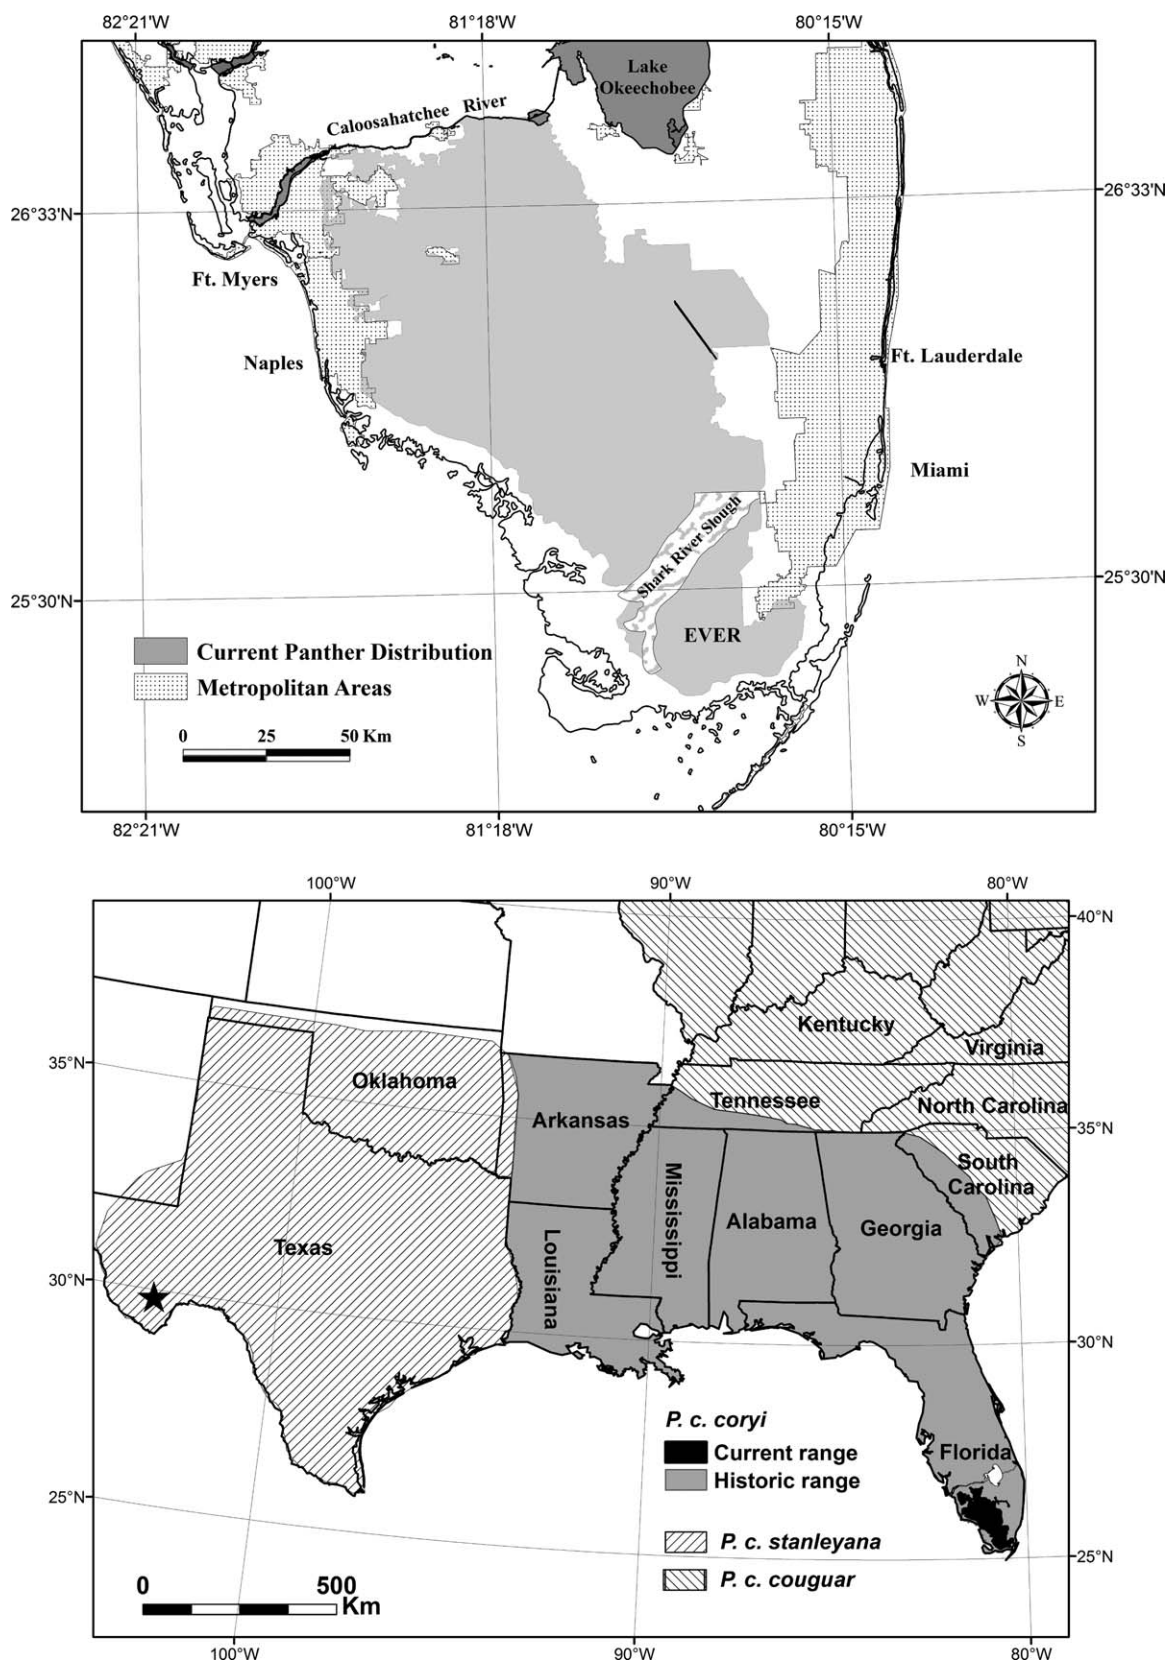 82°21'W 81°18'W 80°15'W
Lake
Okeechobee
Caloosahatchee River
26°33'N 26°33'N
Ft. Myers
Naples
Ft. Lauderdale
Miami
Shark River Slough
25°30'N 25°30'N
EVER
Current Panther Distribution
Metropolitan Areas
0 25 50 Km
N
W E
S
82°21'W 81°18'W 80°15'W
100°W 90°W 80°W
40°N
Kentucky
Virginia
35°N
Oklahoma
Tennessee
North Carolina
Arkansas
35°N
South
Carolina
Mississippi
Alabama
Georgia
Texas
Louisiana
30°N
30°N
P. c. coryi
Current range
Florida
Historic range
25°N
P. c. stanleyana
25°N
P. c. couguar
0 500
Km
100°W 90°W 80°W